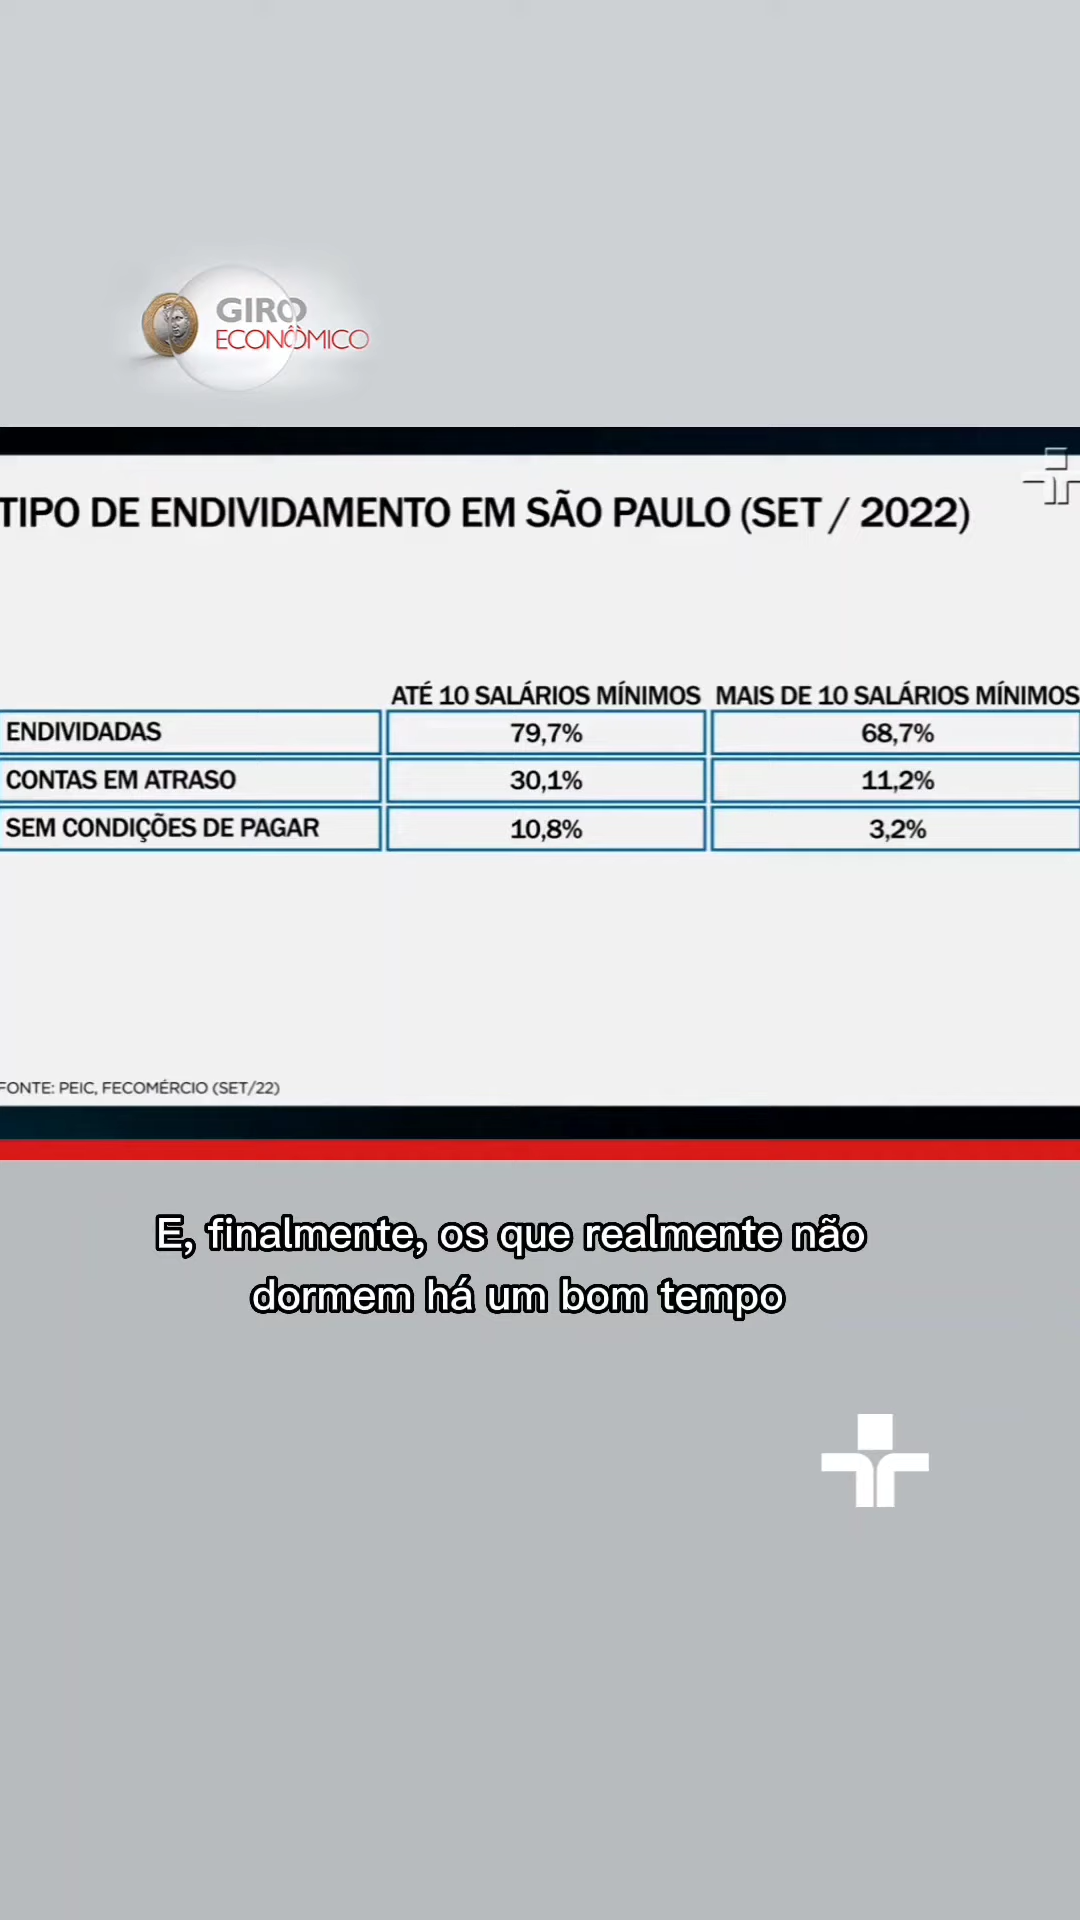 GIRO
ECONÔMICO
TIPO DE ENDIVIDAMENTO EM SÃO PAULO (SET / 2022)
ATÉ 10 SALÁRIOS MÍNIMOS MAIS DE 10 SALÁRIOS MÍNIMOS
ENDIVIDADAS 79,7% 68,7%
CONTAS EM ATRASO 30,1% 11,2%
SEM CONDIÇÕES DE PAGAR 10,8% 3,2%
FONTE: PEIC, FECOMÉRCIO (SET/22)
E, finalmente, os que realmente não
dormem há um bom tempo